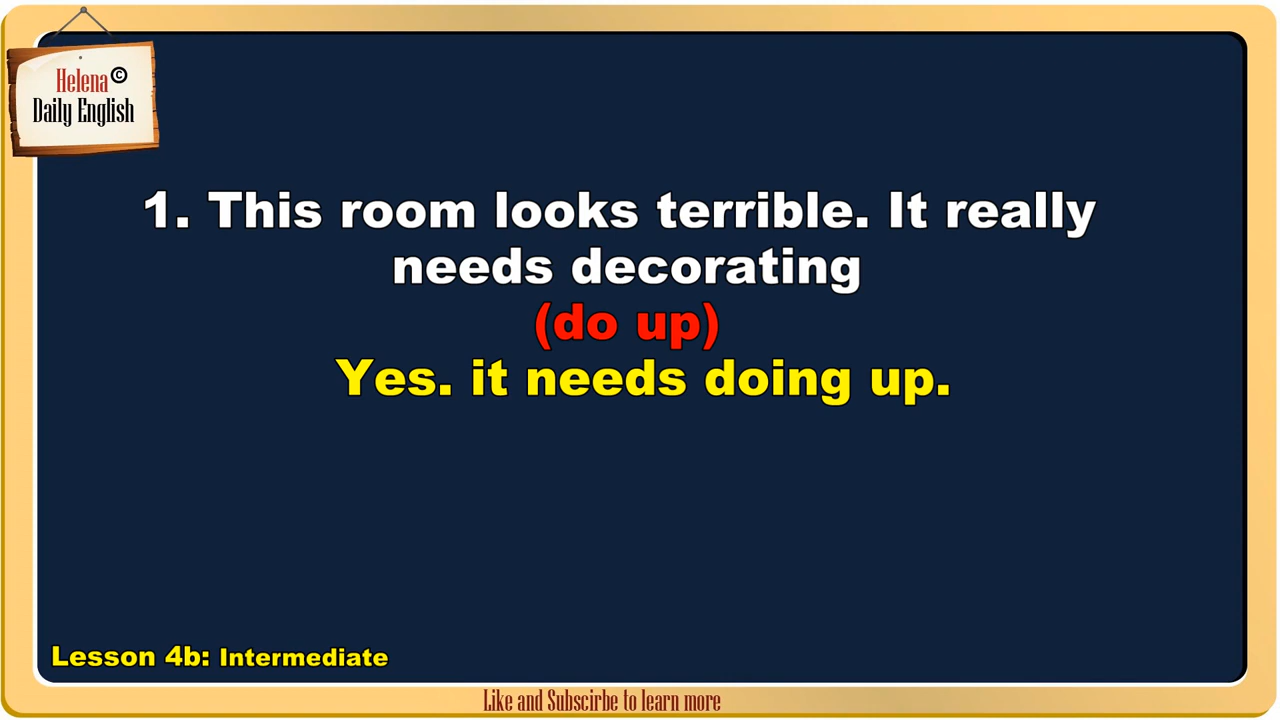 Helena ©
Daily English
1. This room looks terrible. It really
needs decorating
(do up)
Yes. it needs doing up.
Lesson 4b: Intermediate
Like and Subscirbe to learn more